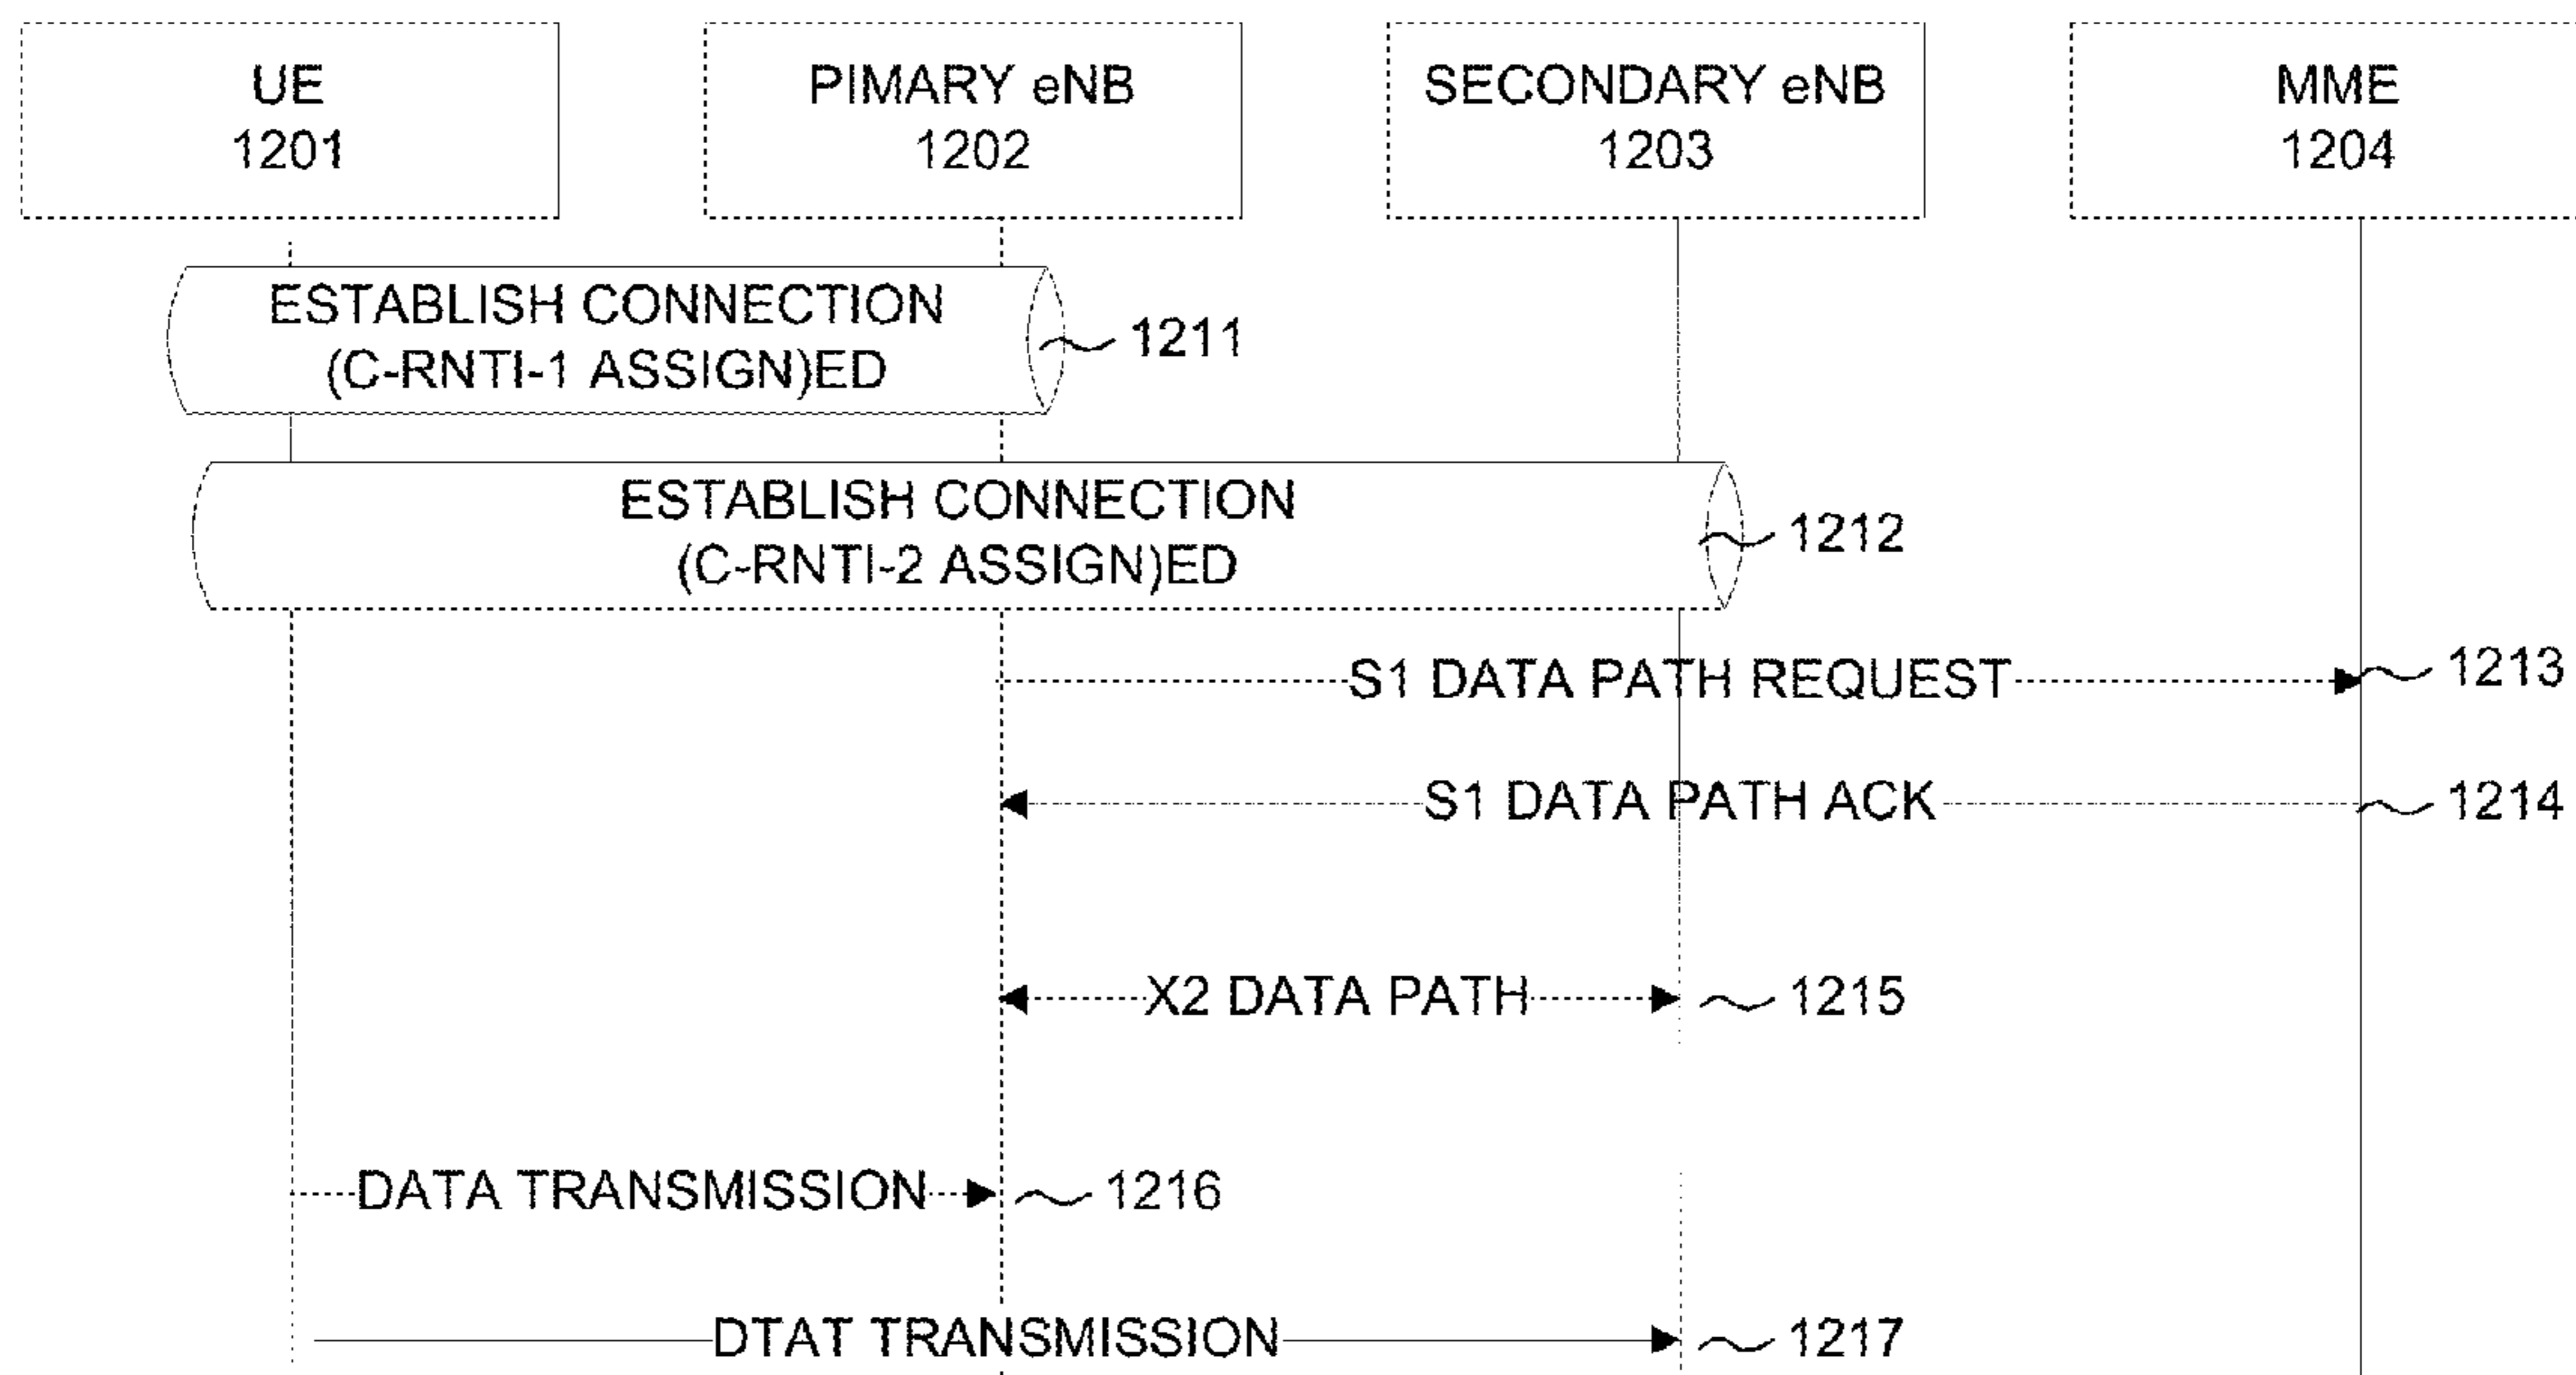 UE
1201
PIMARY eNB
1202
SECONDARY eNB
1203
MME
1204
ESTABLISH CONNECTION
(C-RNTI-1 ASSIGN)ED
1211
ESTABLISH CONNECTION
(C-RNTI-2 ASSIGN)ED
1212
S1 DATA PATH REQUEST
1213
S1 DATA PATH ACK
1214
X2 DATA PATH
1215
DATA TRANSMISSION
1216
DTAT TRANSMISSION
1217